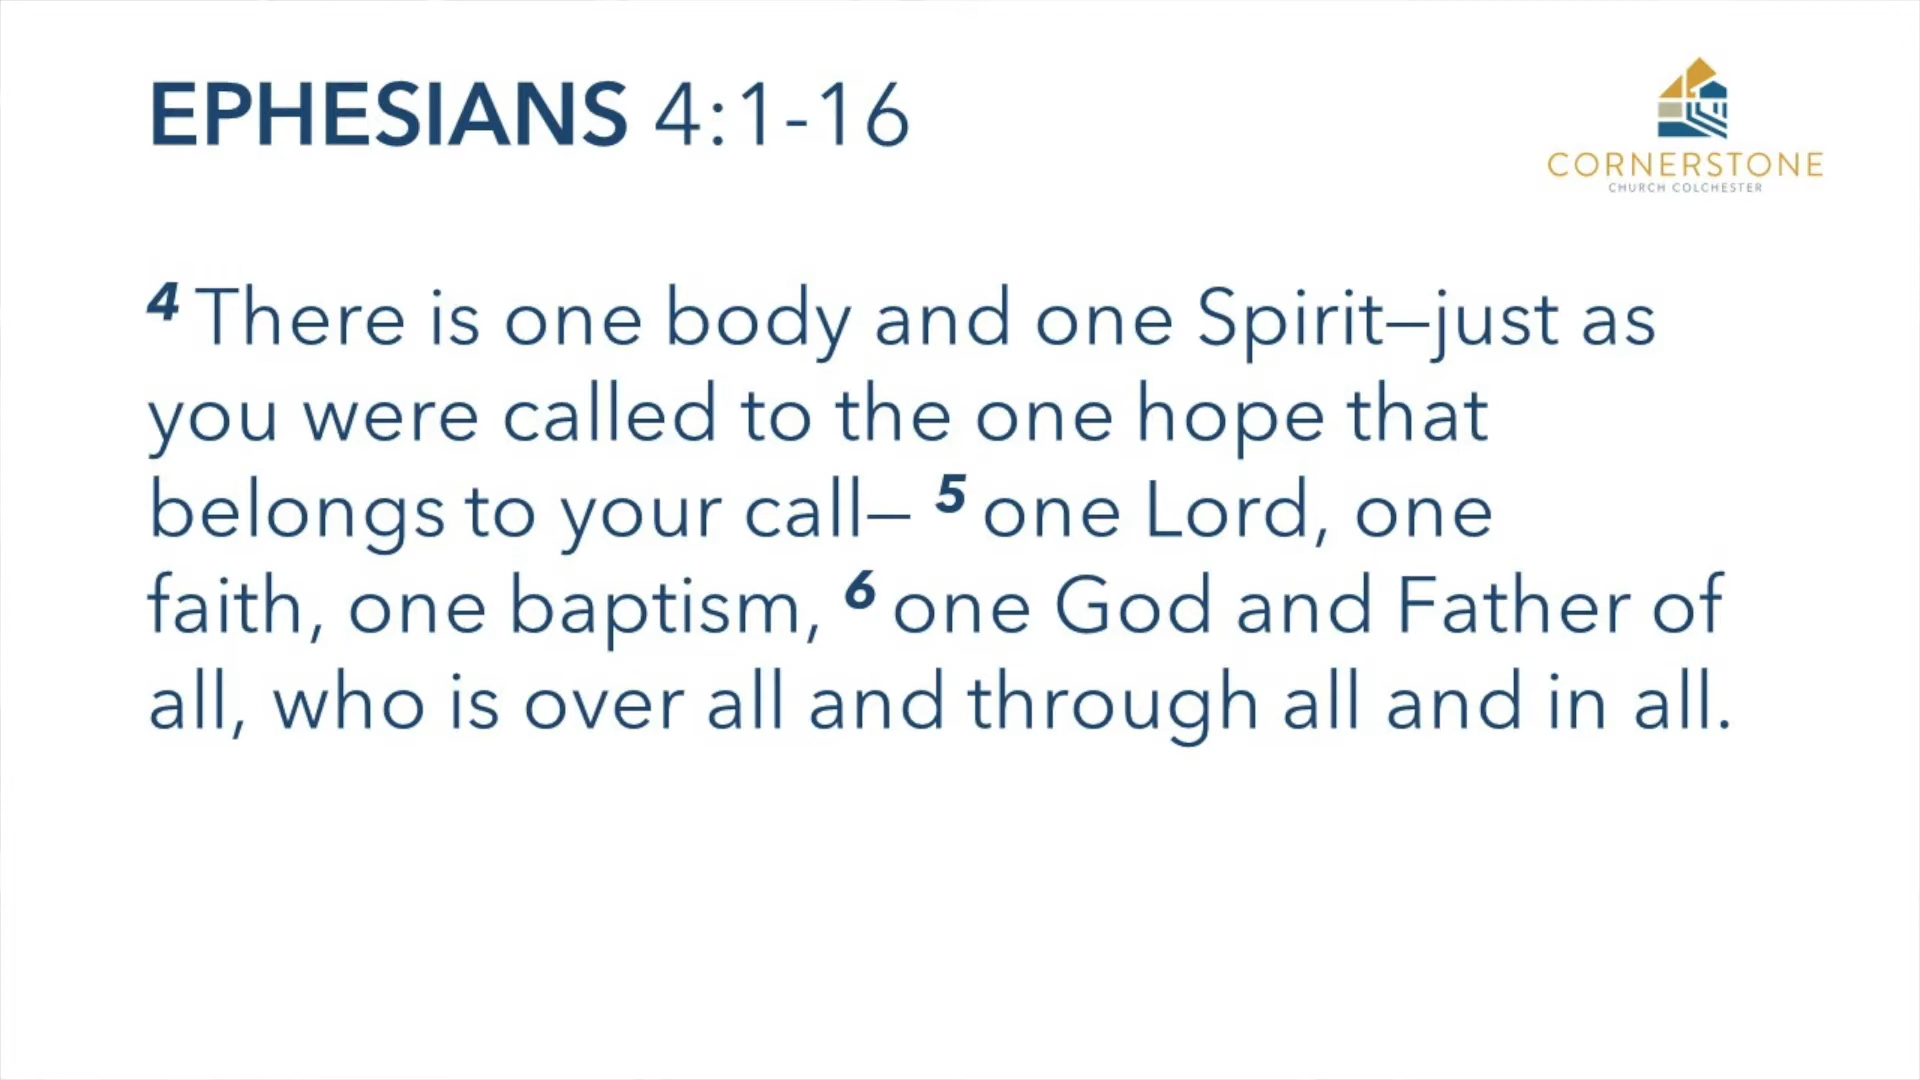 EPHESIANS 4:1-16
CORNERSTONE
CHURCH COLCHESTER
4 There is one body and one Spirit—just as
you were called to the one hope that
belongs to your call— 5 one Lord, one
faith, one baptism, 6 one God and Father of
all, who is over all and through all and in all.